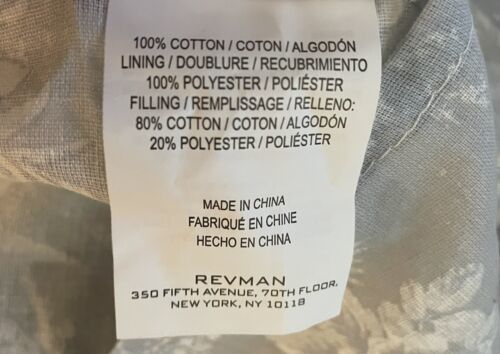 100% COTTON / COTON / ALGODÓN
LINING / DOUBLURE / RECUBRIMIENTO
100% POLYESTER / POLIÉSTER
FILLING / REMPLISSAGE / RELLENO:
80% COTTON / COTON / ALGODÓN
20% POLYESTER / POLIÉSTER
MADE IN CHINA
FABRIQUÉ EN CHINE
HECHO EN CHINA
REVMAN
350 FIFTH AVENUE, 70TH FLOOR,
NEW YORK, NY 10118